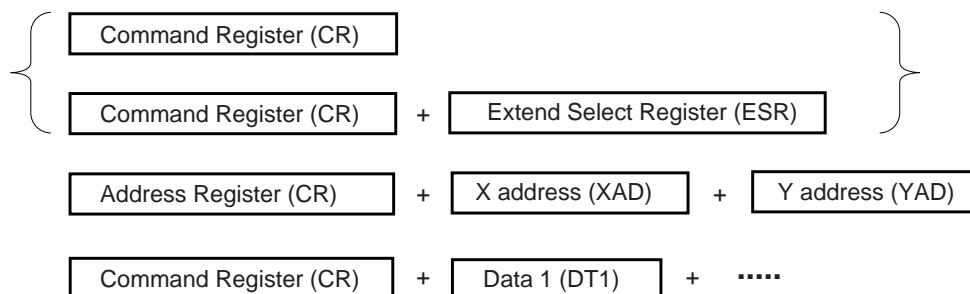 Command Register (CR)
Command Register (CR) + Extend Select Register (ESR)
Address Register (CR) + X address (XAD) + Y address (YAD)
Command Register (CR) + Data 1 (DT1) + .....